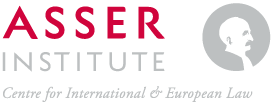 ASSER
INSTITUTE
Centre for International & European Law